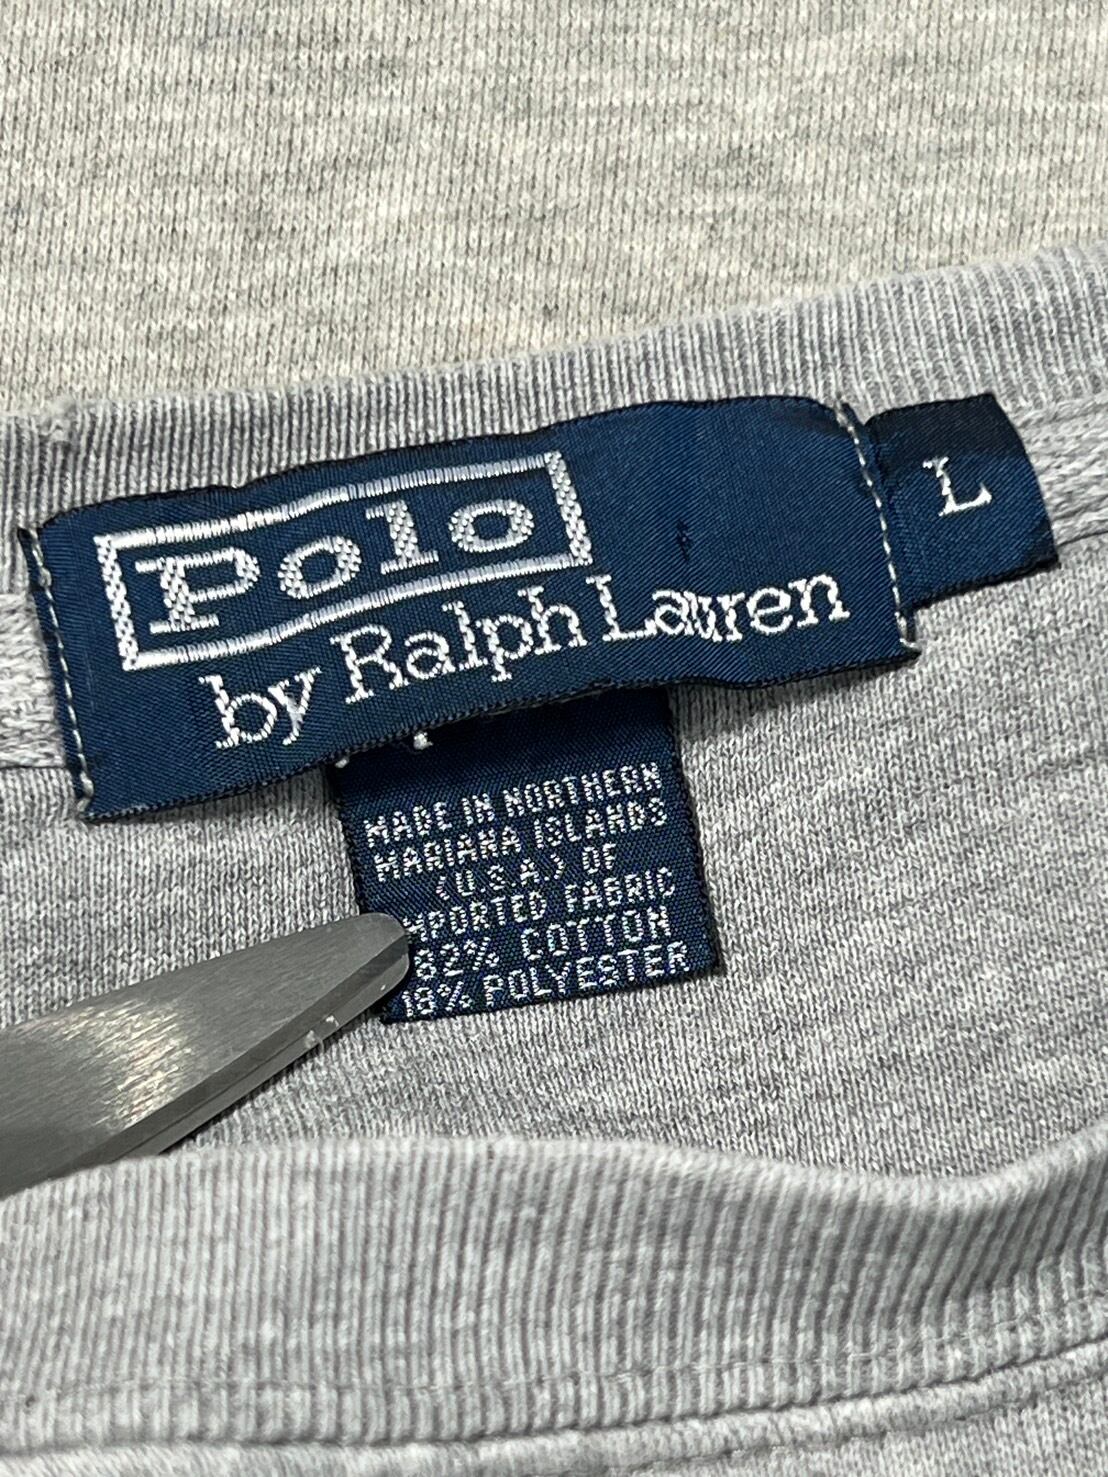 Polo
by Ralph Lauren
L
MADE IN NORTHERN
MARIANA ISLANDS
(U.S.A.) OF
MPORTED FABRIC
82% COTTON
18% POLYESTER